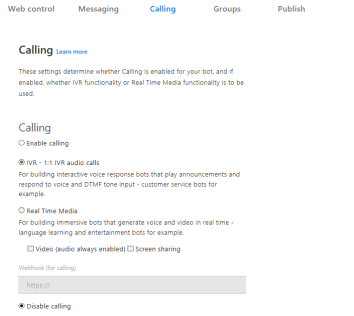 Web control Messaging Calling Groups Publish
Calling Learn more
These settings determine whether Calling is enabled for your bot, and if
enabled, whether IVR functionality or Real Time Media functionality is to be
used.
Calling
Enable calling
IVR - 1:1 IVR audio calls
For building interactive voice response bots that play announcements and
respond to voice and DTMF tone input - customer service bots for
example.
Real Time Media
For building immersive bots that generate voice and video in real time -
language learning and entertainment bots for example.
Video (audio always enabled) Screen sharing
Webhook (for calling)
https://
Disable calling